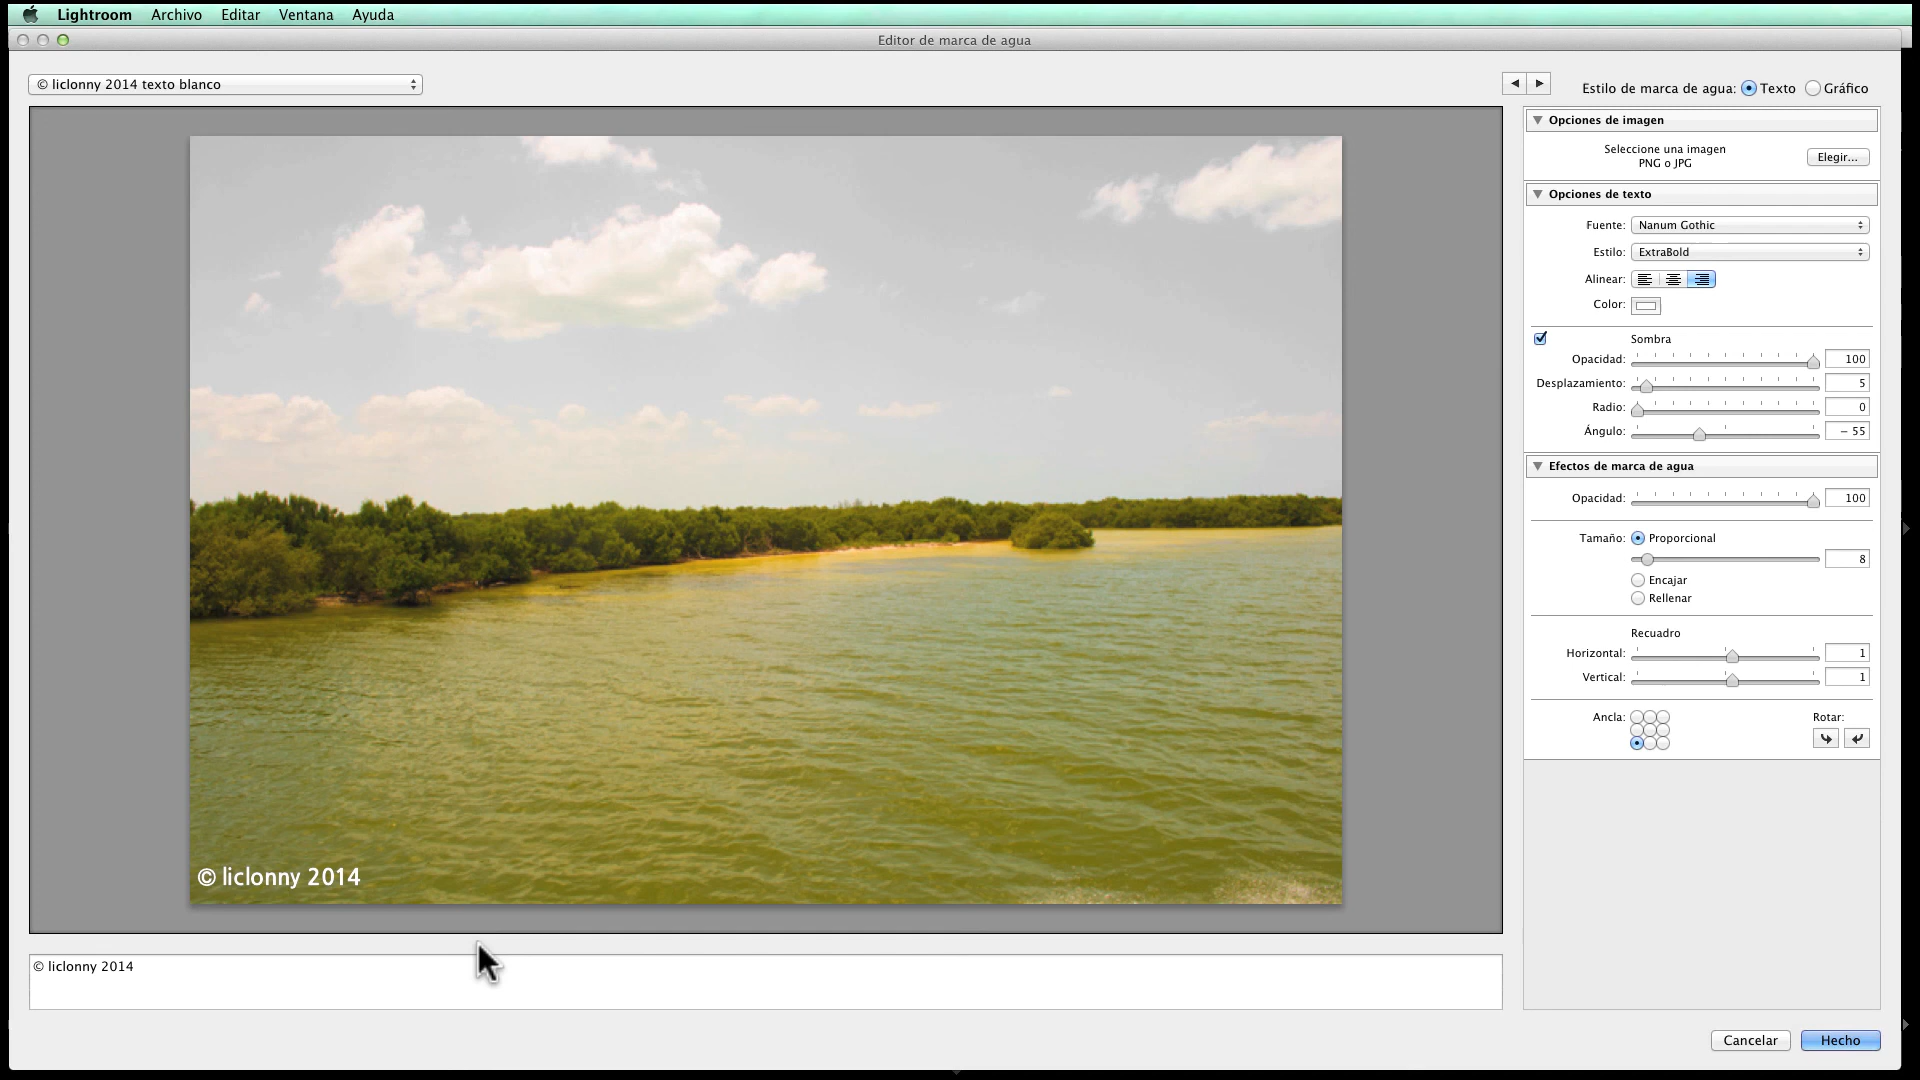 Lightroom Archivo Editar Ventana Ayuda
Editor de marca de agua
© liclonny 2014 texto blanco
Estilo de marca de agua: Texto Gráfico
Opciones de imagen
Seleccione una imagen
PNG o JPG
Elegir...
Opciones de texto
Fuente: Nanum Gothic
Estilo: ExtraBold
Alinear:
Color:
Sombra
Opacidad: 100
Desplazamiento: 5
Radio: 0
Ángulo: − 55
Efectos de marca de agua
Opacidad: 100
Tamaño: Proporcional
8
Encajar
Rellenar
Recuadro
Horizontal: 1
Vertical: 1
Ancla: Rotar:
© liclonny 2014
© liclonny 2014
Cancelar Hecho